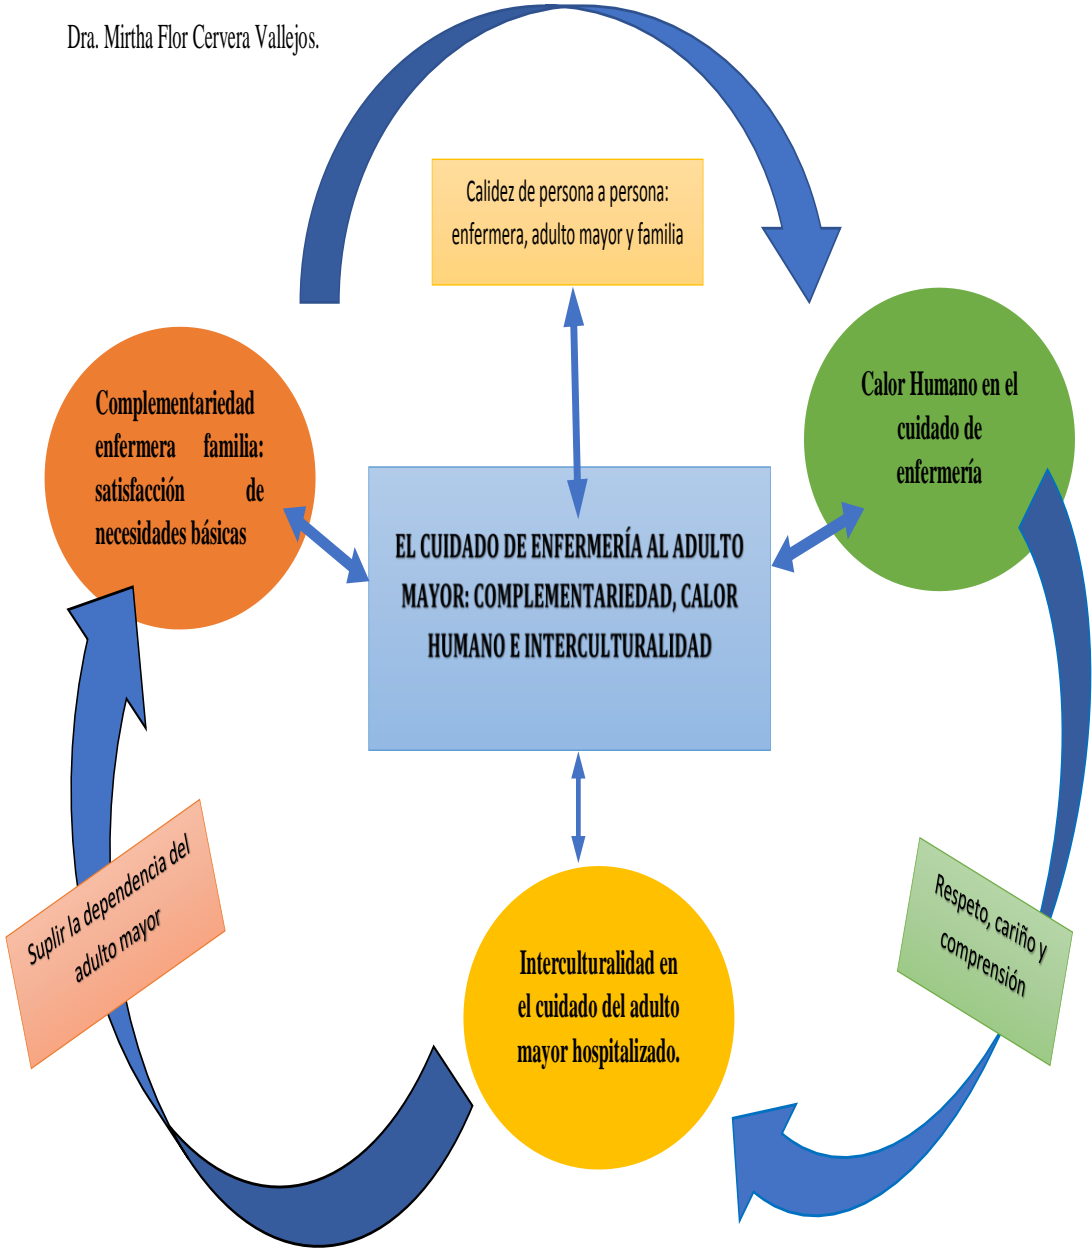 Dra. Mirtha Flor Cervera Vallejos.
Calidez de persona a persona:
enfermera, adulto mayor y familia
Complementariedad
enfermera familia:
satisfacción de
necesidades básicas
Calor Humano en el
cuidado de
enfermería
EL CUIDADO DE ENFERMERÍA AL ADULTO
MAYOR: COMPLEMENTARIEDAD, CALOR
HUMANO E INTERCULTURALIDAD
Suplir la dependencia del
adulto mayor
Respeto, cariño y
comprensión
Interculturalidad en
el cuidado del adulto
mayor hospitalizado.